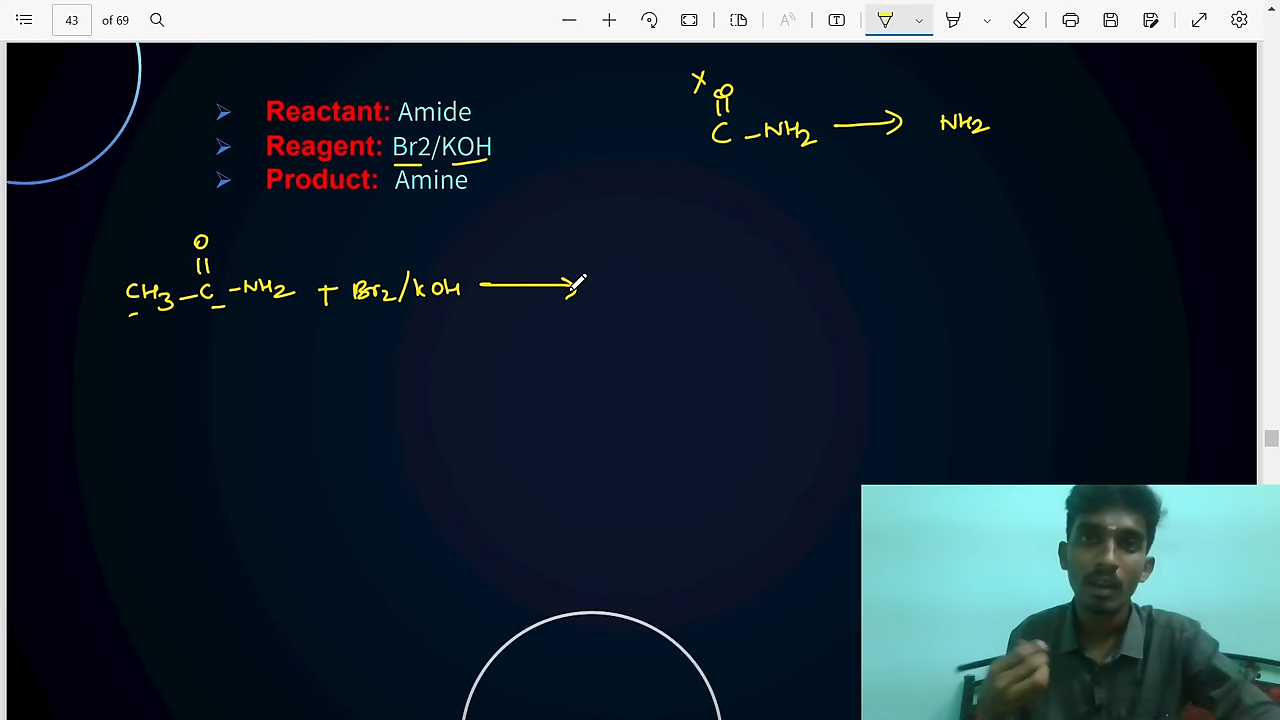 43 of 69
Reactant: Amide
Reagent: Br2/KOH
Product: Amine
X
O
C - NH2 → NH2
O
CH3 - C - NH2 + Br2/KOH →